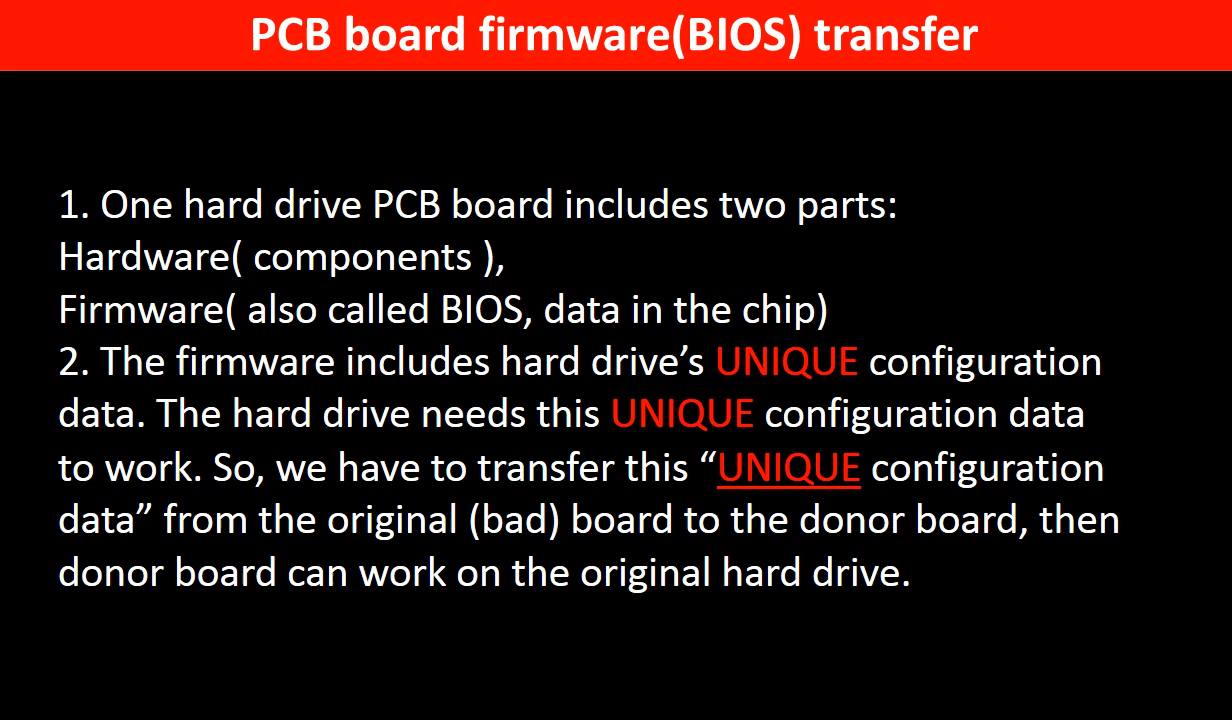 PCB board firmware(BIOS) transfer
1. One hard drive PCB board includes two parts:
Hardware( components ),
Firmware( also called BIOS, data in the chip)
2. The firmware includes hard drive’s UNIQUE configuration
data. The hard drive needs this UNIQUE configuration data
to work. So, we have to transfer this “UNIQUE configuration
data” from the original (bad) board to the donor board, then
donor board can work on the original hard drive.